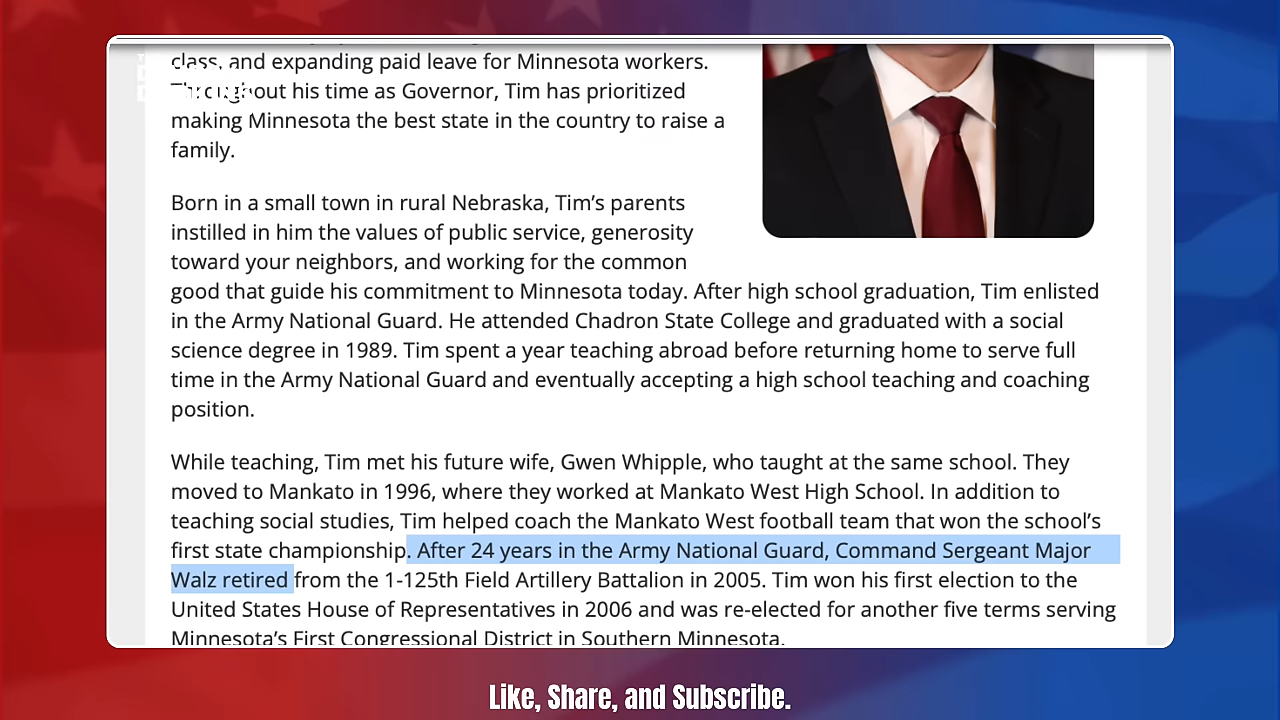 class, and expanding paid leave for Minnesota workers.
Throughout his time as Governor, Tim has prioritized
making Minnesota the best state in the country to raise a
family.
Born in a small town in rural Nebraska, Tim’s parents
instilled in him the values of public service, generosity
toward your neighbors, and working for the common
good that guide his commitment to Minnesota today. After high school graduation, Tim enlisted
in the Army National Guard. He attended Chadron State College and graduated with a social
science degree in 1989. Tim spent a year teaching abroad before returning home to serve full
time in the Army National Guard and eventually accepting a high school teaching and coaching
position.
While teaching, Tim met his future wife, Gwen Whipple, who taught at the same school. They
moved to Mankato in 1996, where they worked at Mankato West High School. In addition to
teaching social studies, Tim helped coach the Mankato West football team that won the school’s
first state championship. After 24 years in the Army National Guard, Command Sergeant Major
Walz retired from the 1-125th Field Artillery Battalion in 2005. Tim won his first election to the
United States House of Representatives in 2006 and was re-elected for another five terms serving
Minnesota’s First Congressional District in Southern Minnesota.
Like, Share, and Subscribe.